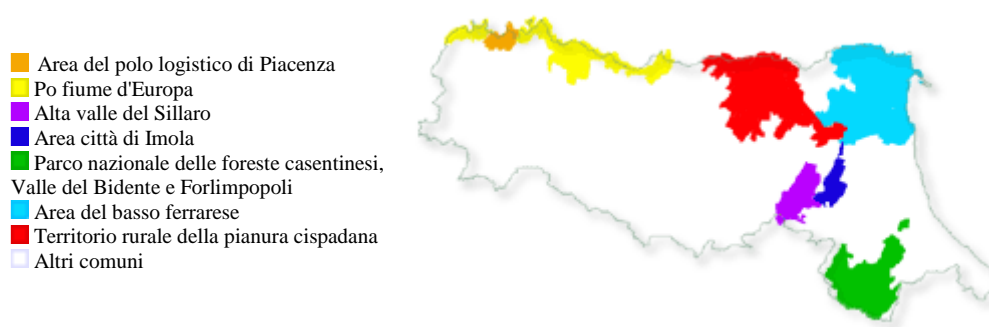 Area del polo logistico di Piacenza
Po fiume d'Europa
Alta valle del Sillaro
Area città di Imola
Parco nazionale delle foreste casentinesi,
Valle del Bidente e Forlimpopoli
Area del basso ferrarese
Territorio rurale della pianura cispadana
Altri comuni